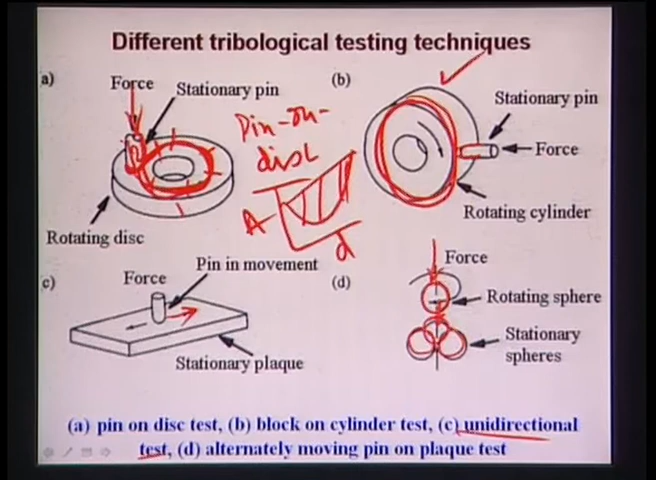 Different tribological testing techniques
a)
Force
Stationary pin
Pin-on-
disc
A
d
Rotating disc
(b)
Stationary pin
Force
Rotating cylinder
c)
Force
Pin in movement
Stationary plaque
(d)
Force
Rotating sphere
Stationary
spheres
(a) pin on disc test, (b) block on cylinder test, (c) unidirectional
test, (d) alternately moving pin on plaque test